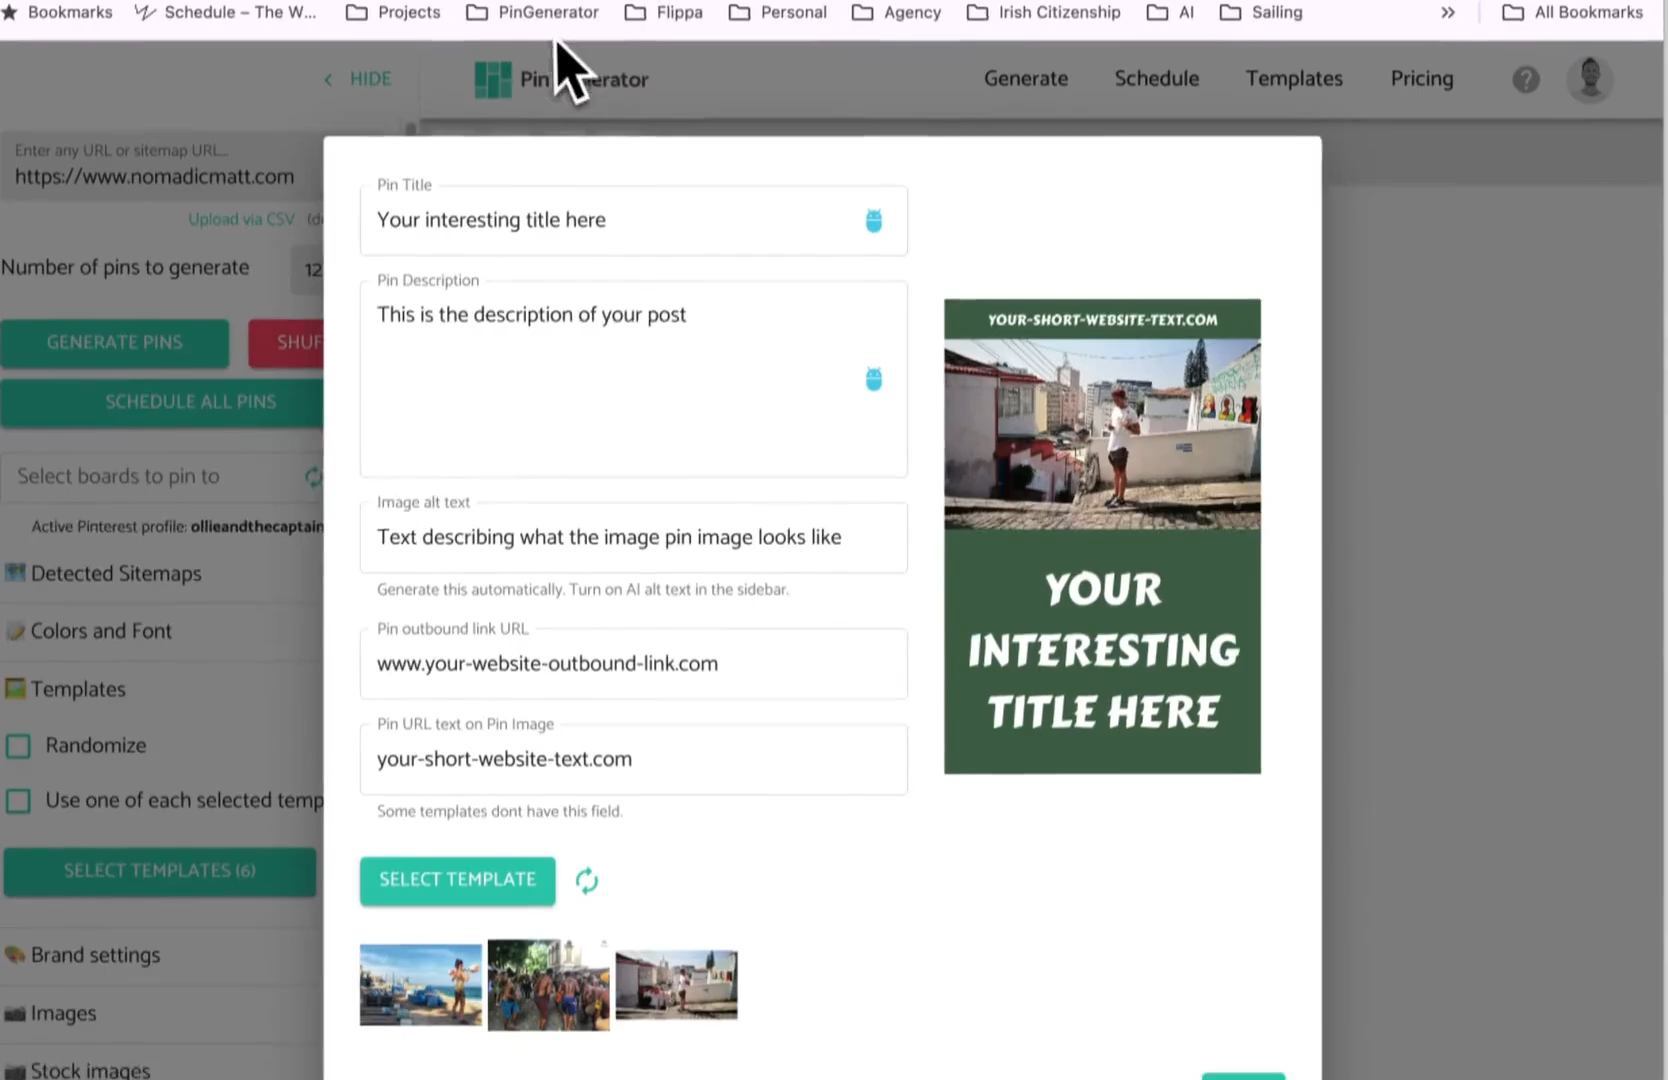 Bookmarks
Schedule – The W...
Projects
PinGenerator
Flippa
Personal
Agency
Irish Citizenship
AI
Sailing
»
All Bookmarks
HIDE
Generate
Schedule
Templates
Pricing
?
Enter any URL or sitemap URL...
https://www.nomadicmatt.com
Upload via CSV
Number of pins to generate
12
GENERATE PINS
SCHEDULE ALL PINS
Select boards to pin to
Active Pinterest profile: ollieandthecaptain
Detected Sitemaps
Colors and Font
Templates
Randomize
Use one of each selected temp
SELECT TEMPLATES (6)
Brand settings
Images
Stock images
Pin Title
Your interesting title here
Pin Description
This is the description of your post
Image alt text
Text describing what the image pin image looks like
Generate this automatically. Turn on AI alt text in the sidebar.
Pin outbound link URL
www.your-website-outbound-link.com
Pin URL text on Pin Image
your-short-website-text.com
Some templates dont have this field.
SELECT TEMPLATE
YOUR-SHORT-WEBSITE-TEXT.COM
YOUR
INTERESTING
TITLE HERE